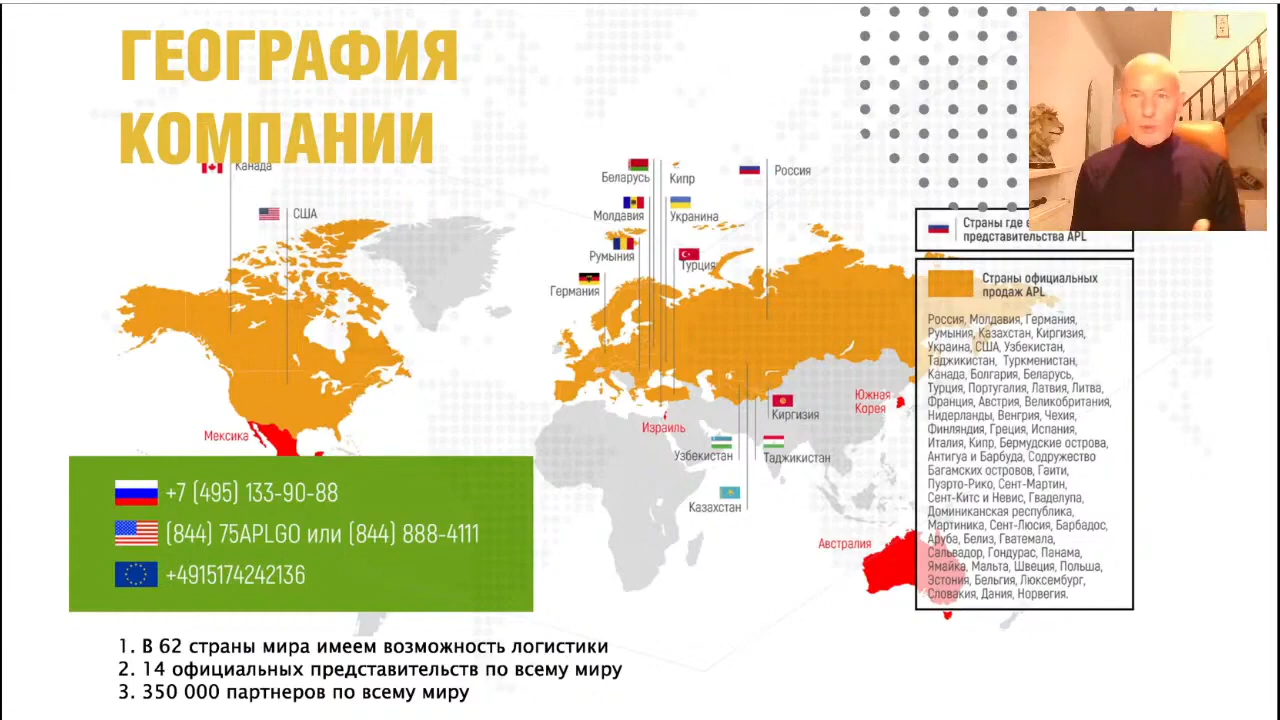 ГЕОГРАФИЯ
КОМПАНИИ
Канада
США
Мексика
Беларусь
Кипр
Россия
Молдавия
Украина
Румыния
Турция
Германия
Израиль
Южная
Корея
Киргизия
Узбекистан
Таджикистан
Казахстан
Австралия
Страны где
представительства APL
Страны официальных
продаж APL
Россия, Молдавия, Германия,
Румыния, Казахстан, Киргизия,
Украина, США, Узбекистан,
Таджикистан, Туркменистан,
Канада, Болгария, Беларусь,
Турция, Португалия, Латвия, Литва,
Франция, Австрия, Великобритания,
Нидерланды, Венгрия, Чехия,
Финляндия, Греция, Испания,
Италия, Кипр, Бермудские острова,
Антигуа и Барбуда, Содружество
Багамских островов, Гаити,
Пуэрто-Рико, Сент-Мартин,
Сент-Китс и Невис, Гваделупа,
Доминиканская республика,
Мартиника, Сент-Люсия, Барбадос,
Аруба, Белиз, Гватемала,
Сальвадор, Гондурас, Панама,
Ямайка, Мальта, Швеция, Польша,
Эстония, Бельгия, Люксембург,
Словакия, Дания, Норвегия.
+7 (495) 133-90-88
(844) 75APLGO или (844) 888-4111
+4915174242136
1. В 62 страны мира имеем возможность логистики
2. 14 официальных представительств по всему миру
3. 350 000 партнеров по всему миру